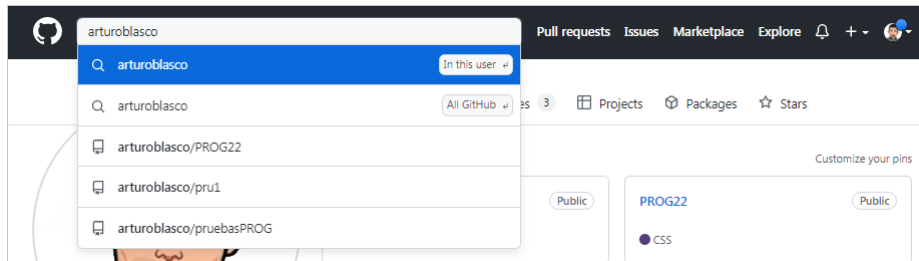 arturoblasco Pull requests Issues Marketplace Explore
arturoblasco In this user
arturoblasco All GitHub
3 Projects Packages Stars
arturoblasco/PROG22
arturoblasco/pru1
arturoblasco/pruebasPROG
Customize your pins
Public PROG22 Public
CSS